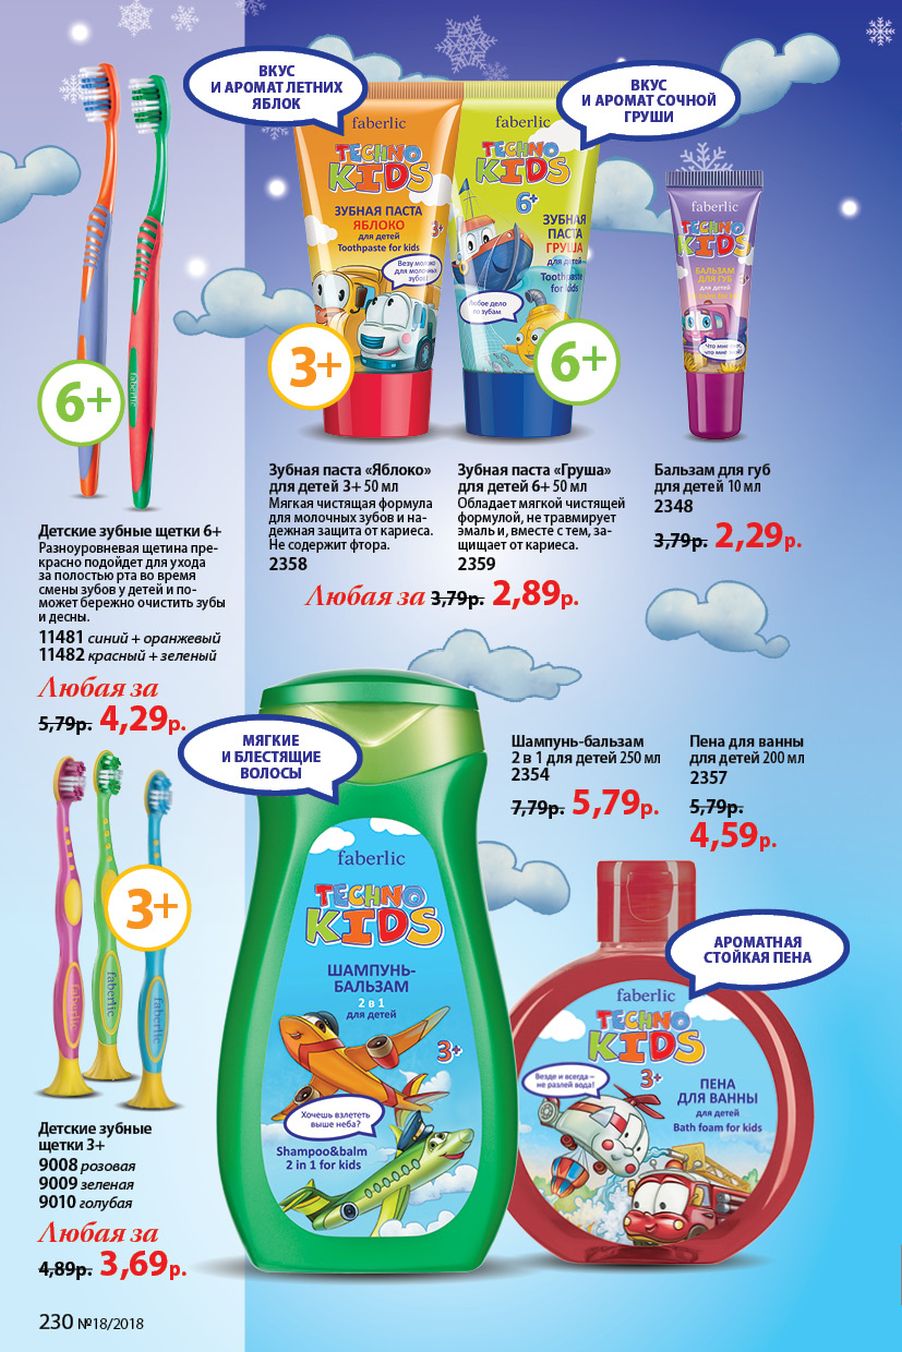 ВКУС
И АРОМАТ ЛЕТНИХ
ЯБЛОК
ВКУС
И АРОМАТ СОЧНОЙ
ГРУШИ
faberlic
TECHNO
KIDS
ЗУБНАЯ ПАСТА
ЯБЛОКО
для детей
3+
Toothpaste for kids
Везу молоко
для молочных
зубов!
3+
faberlic
TECHNO
KIDS
6+
ЗУБНАЯ
ПАСТА
ГРУША
для детей
Toothpaste
for kids
Любое дело
по зубам
6+
faberlic
TECHNO
KIDS
БАЛЬЗАМ
ДЛЯ ГУБ
для детей
3+
6+
faberlic
Зубная паста «Яблоко»
для детей 3+ 50 мл
Мягкая чистящая формула
для молочных зубов и на-
дежная защита от кариеса.
Не содержит фтора.
2358
Зубная паста «Груша»
для детей 6+ 50 мл
Обладает мягкой чистящей
формулой, не травмирует
эмаль и, вместе с тем, за-
щищает от кариеса.
2359
Любая за 3,79р. 2,89р.
Бальзам для губ
для детей 10 мл
2348
3,79р. 2,29р.
Детские зубные щетки 6+
Разноуровневая щетина пре-
красно подойдет для ухода
за полостью рта во время
смены зубов у детей и по-
может бережно очистить зубы
и десны.
11481 синий + оранжевый
11482 красный + зеленый
Любая за
5,79р. 4,29р.
МЯГКИЕ
И БЛЕСТЯЩИЕ
ВОЛОСЫ
Шампунь-бальзам
2 в 1 для детей 250 мл
2354
7,79р. 5,79р.
Пена для ванны
для детей 200 мл
2357
5,79р.
4,59р.
3+
faberlic
faberlic
faberlic
faberlic
TECHNO
KIDS
ШАМПУНЬ-
БАЛЬЗАМ
2 в 1
для детей
3+
Хочешь взлететь
выше неба?
Shampoo&balm
2 in 1 for kids
АРОМАТНАЯ
СТОЙКАЯ ПЕНА
faberlic
TECHNO
KIDS
3+
Везде и всегда –
не разлей вода!
ПЕНА
ДЛЯ ВАННЫ
для детей
Bath foam for kids
Детские зубные
щетки 3+
9008 розовая
9009 зеленая
9010 голубая
Любая за
4,89р. 3,69р.
230 №18/2018